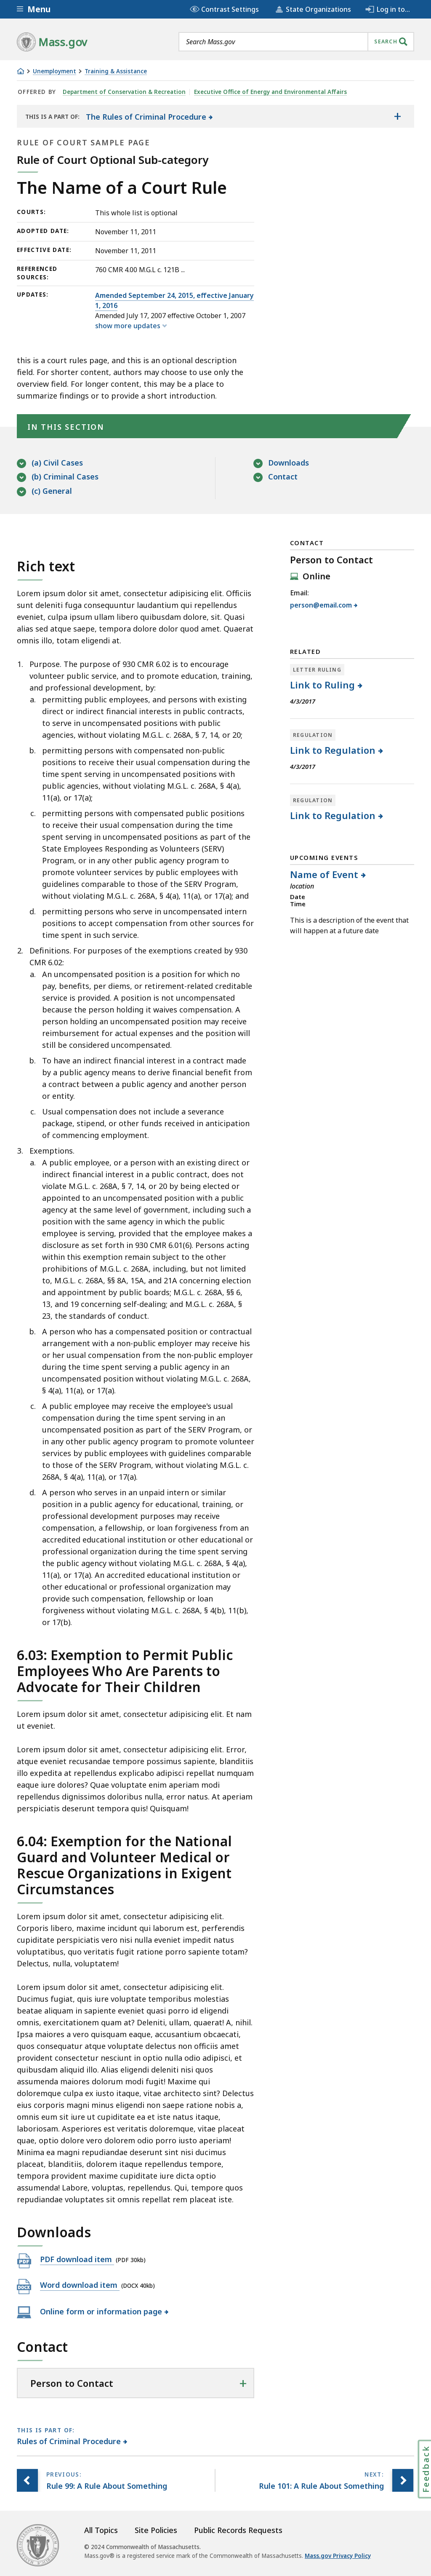 Menu
Contrast Settings
State Organizations
Log in to...
Mass.gov
Search Mass.gov
SEARCH
Unemployment > Training & Assistance
OFFERED BY Department of Conservation & Recreation Executive Office of Energy and Environmental Affairs
THIS IS A PART OF: The Rules of Criminal Procedure
RULE OF COURT SAMPLE PAGE
Rule of Court Optional Sub-category
The Name of a Court Rule
COURTS: This whole list is optional
ADOPTED DATE: November 11, 2011
EFFECTIVE DATE: November 11, 2011
REFERENCED SOURCES: 760 CMR 4.00 M.G.L c. 121B ...
UPDATES: Amended September 24, 2015, effective January
1, 2016
Amended July 17, 2007 effective October 1, 2007
show more updates
this is a court rules page, and this is an optional description
field. For shorter content, authors may choose to use only the
overview field. For longer content, this may be a place to
summarize findings or to provide a short introduction.
IN THIS SECTION
(a) Civil Cases
(b) Criminal Cases
(c) General
Downloads
Contact
Rich text
Lorem ipsum dolor sit amet, consectetur adipisicing elit. Officiis
sunt deleniti fuga consequuntur laudantium qui repellendus
eveniet, culpa ipsum ullam libero quibusdam dolore, sit. Quasi
alias sed atque saepe, tempora dolore dolor quod amet. Quaerat
omnis illo, totam eligendi at.
1. Purpose. The purpose of 930 CMR 6.02 is to encourage
volunteer public service, and to promote education, training,
and professional development, by:
a. permitting public employees, and persons with existing
direct or indirect financial interests in public contracts,
to serve in uncompensated positions with public
agencies, without violating M.G.L. c. 268A, § 7, 14, or 20;
b. permitting persons with compensated non-public
positions to receive their usual compensation during the
time spent serving in uncompensated positions with
public agencies, without violating M.G.L. c. 268A, § 4(a),
11(a), or 17(a);
c. permitting persons with compensated public positions
to receive their usual compensation during the time
spent serving in uncompensated positions as part of the
State Employees Responding as Volunteers (SERV)
Program, or in any other public agency program to
promote volunteer services by public employees with
guidelines comparable to those of the SERV Program,
without violating M.G.L. c. 268A, § 4(a), 11(a), or 17(a); and
d. permitting persons who serve in uncompensated intern
positions to accept compensation from other sources for
time spent in such service.
2. Definitions. For purposes of the exemptions created by 930
CMR 6.02:
a. An uncompensated position is a position for which no
pay, benefits, per diems, or retirement-related creditable
service is provided. A position is not uncompensated
because the person holding it waives compensation. A
person holding an uncompensated position may receive
reimbursement for actual expenses and the position will
still be considered uncompensated.
b. To have an indirect financial interest in a contract made
by a public agency means to derive financial benefit from
a contract between a public agency and another person
or entity.
c. Usual compensation does not include a severance
package, stipend, or other funds received in anticipation
of commencing employment.
3. Exemptions.
a. A public employee, or a person with an existing direct or
indirect financial interest in a public contract, does not
violate M.G.L. c. 268A, § 7, 14, or 20 by being elected or
appointed to an uncompensated position with a public
agency at the same level of government, including such a
position with the same agency in which the person
already has an interest, provided the employee makes a
disclosure as set forth in 930 CMR 6.01(6). Persons acting
within this exemption remain subject to the other
prohibitions of M.G.L. c. 268A, including, but not limited
to, M.G.L. c. 268A, §§ 8A, 15A, and 21A concerning election
and appointment by public boards; M.G.L. c. 268A, §§ 6,
13, and 19 concerning self-dealing; and M.G.L. c. 268A, §
23, the standards of conduct.
b. A person who has a compensated position or contractual
arrangement with a non-public employer may receive his
or her usual compensation from the non-public employer
during the time spent serving a public agency in an
uncompensated position without violating M.G.L. c. 268A,
§ 4(a), 11(a), or 17(a).
c. A public employee may receive the employee's usual
compensation during the time spent serving in an
uncompensated position as part of the SERV Program, or
in any other public agency program to promote volunteer
services by public employees with guidelines comparable
to those of the SERV Program, without violating M.G.L. c.
268A, § 4(a), 11(a), or 17(a).
d. A person who serves in an unpaid intern or similar
position in a public agency for educational, training, or
professional development purposes may receive
compensation, a fellowship, or loan forgiveness from an
accredited educational institution or other educational or
professional organization during the time spent serving
the public agency without violating M.G.L. c. 268A, § 4(a),
11(a), or 17(a). An accredited educational institution or
other educational or professional organization may
provide such compensation, fellowship, or loan
forgiveness without violating M.G.L. c. 268A, § 4(b), 11(b),
or 17(b).
6.03: Exemption to Permit Public
Employees Who Are Parents to
Advocate for Their Children
Lorem ipsum dolor sit amet, consectetur adipisicing elit. Et nam
ut eveniet.
Lorem ipsum dolor sit amet, consectetur adipisicing elit. Error,
atque eveniet recusandae tempore possimus sapiente, blanditiis
illo expedita at repellendus explicabo adipisci repellat numquam
eaque iure dolores? Quae voluptate enim aperiam modi
repellendus dignissimos doloribus nulla, error natus. At aperiam
perspiciatis deserunt tempora quis! Quisquam!
6.04: Exemption for the National
Guard and Volunteer Medical or
Rescue Organizations in Exigent
Circumstances
Lorem ipsum dolor sit amet, consectetur adipisicing elit.
Corporis libero, maxime incidunt qui laborum est, perferendis
cupiditate perspiciatis vero nisi nulla eveniet impedit natus
voluptatibus, quo veritatis fugit ratione porro sapiente totam?
Delectus, nulla, voluptatem!
Lorem ipsum dolor sit amet, consectetur adipisicing elit.
Ducimus fugiat, quis iure voluptate temporibus molestias
beatae aliquam in sapiente eveniet quasi porro id eligendi
omnis, exercitationem quam at? Deleniti, ullam, quaerat! A, nihil.
Ipsa maiores a vero quisquam eaque, accusantium obcaecati,
quos consequatur atque voluptate delectus non officiis amet
provident consectetur nesciunt in optio nulla odio adipisci, et
quibusdam soluta impedit alias. Alias eligendi deleniti nisi quos
maiores dolorum sed nam molestiae modi fugit! Maxime qui
doloremque culpa ex iusto itaque, vitae architecto sint? Delectus
eius corporis magni minus est, in rem molestias quos, ratione,
cum eum sit iure ut cupiditate ea et iste natus itaque,
laboriosam. Asperiores est veritatis doloremque, vitae placeat
quae, optio dolore vero dolorem odio porro iusto aperiam!
Minima ea magni repudiandae deserunt sint nisi ducimus,
placeat totam quis, saepe veritatis sed, tempora doloremque
provident molestiae maxime repudiandae iure dicta optio
assumenda! Labore, voluptas, repellendus. Qui, tempore quos
repudiandae voluptates sit omnis repellat rem placeat iste.
Downloads
PDF download item (PDF 30kb)
Word download item (DOCX 40kb)
Online form or information page
Contact
Person to Contact
CONTACT
Person to Contact
Online
Email:
person@email.com
RELATED
LETTER RULING
Link to Ruling
4/3/2017
REGULATION
Link to Regulation
4/3/2017
REGULATION
Link to Regulation
UPCOMING EVENTS
Name of Event
location
Date
Time
This is a description of the event that
will happen at a future date
THIS IS PART OF:
Rules of Criminal Procedure
PREVIOUS:
Rule 99: A Rule About Something
NEXT:
Rule 101: A Rule About Something
Feedback
All Topics Site Policies Public Records Requests
© 2024 Commonwealth of Massachusetts.
Mass.gov® is a registered service mark of the Commonwealth of Massachusetts. Mass.gov Privacy Policy